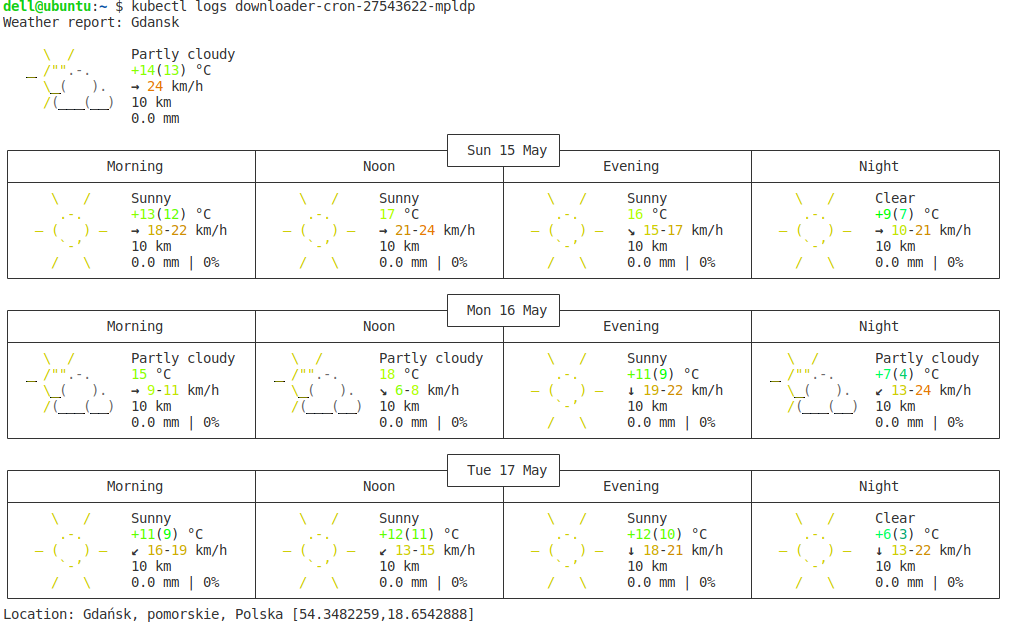 dell@ubuntu:~ $ kubectl logs downloader-cron-27543622-mpldp
Weather report: Gdansk
Partly cloudy
+14(13) °C
→ 24 km/h
10 km
0.0 mm
Sun 15 May
Morning Noon Evening Night
Sunny Sunny Sunny Clear
+13(12) °C 17 °C 16 °C +9(7) °C
→ 18-22 km/h → 21-24 km/h ↘ 15-17 km/h → 10-21 km/h
10 km 10 km 10 km 10 km
0.0 mm | 0% 0.0 mm | 0% 0.0 mm | 0% 0.0 mm | 0%
Mon 16 May
Morning Noon Evening Night
Partly cloudy Partly cloudy Sunny Partly cloudy
15 °C 18 °C +11(9) °C +7(4) °C
→ 9-11 km/h ↘ 6-8 km/h ↓ 19-22 km/h ↙ 13-24 km/h
10 km 10 km 10 km 10 km
0.0 mm | 0% 0.0 mm | 0% 0.0 mm | 0% 0.0 mm | 0%
Tue 17 May
Morning Noon Evening Night
Sunny Sunny Sunny Clear
+11(9) °C +12(11) °C +12(10) °C +6(3) °C
↙ 16-19 km/h ↙ 13-15 km/h ↓ 18-21 km/h ↓ 13-22 km/h
10 km 10 km 10 km 10 km
0.0 mm | 0% 0.0 mm | 0% 0.0 mm | 0% 0.0 mm | 0%
Location: Gdańsk, pomorskie, Polska [54.3482259,18.6542888]